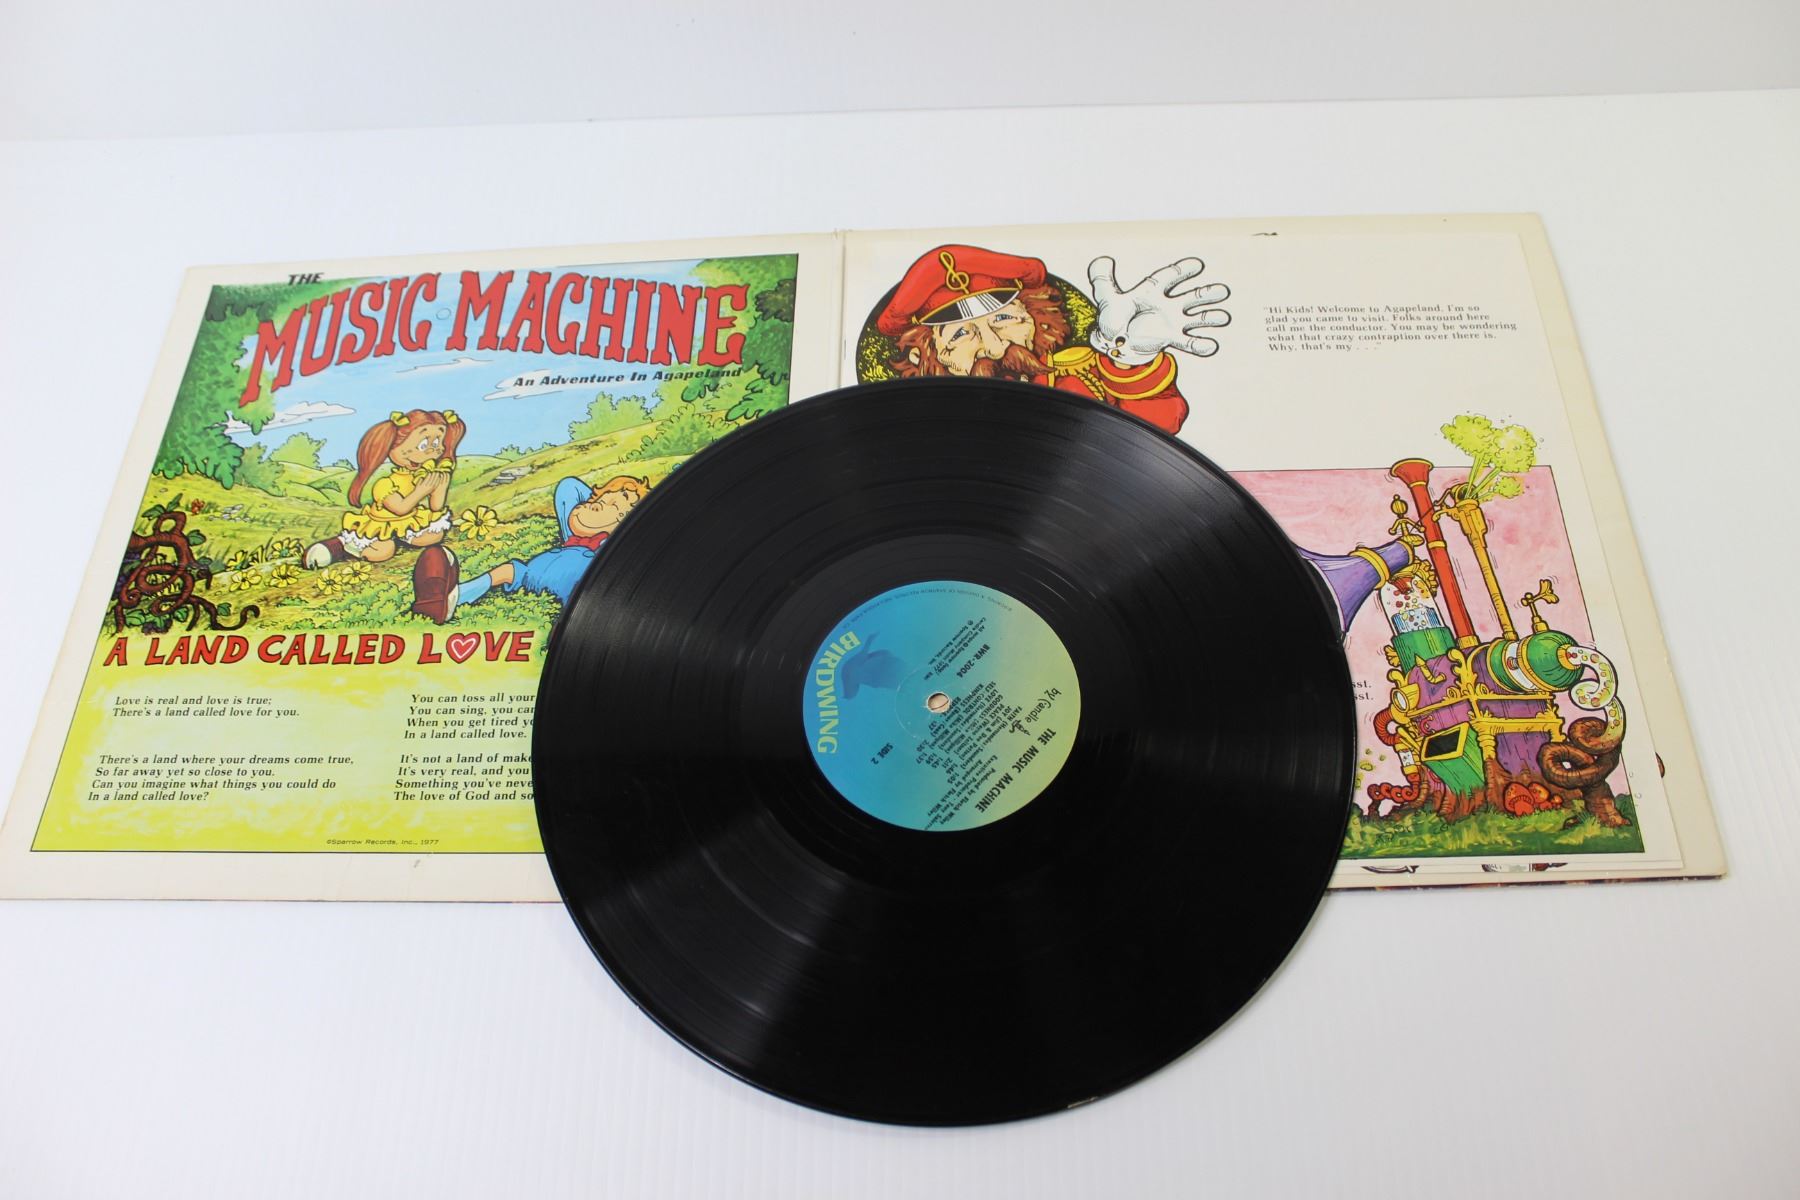 THE
MUSIC MACHINE
An Adventure In Agapeland
A LAND CALLED LOVE
Love is real and love is true;
There's a land called love for you.
There's a land where your dreams come true,
So far away yet so close to you.
Can you imagine what things you could do
In a land called love?
You can toss all your
You can sing, you can
When you get tired
In a land called love.
It's not a land of make
It's very real, and you
Something you've never
The love of God and so
©Sparrow Records, Inc., 1977
"Hi Kids! Welcome to Agapeland. I'm so
glad you came to visit. Folks around here
call me the conductor. You may be wondering
what that crazy contraption over there is.
Why, that's my . . ."
sst.
sst.
BIRDWING
BWR-2004
SIDE 2
by Candle
THE MUSIC MACHINE